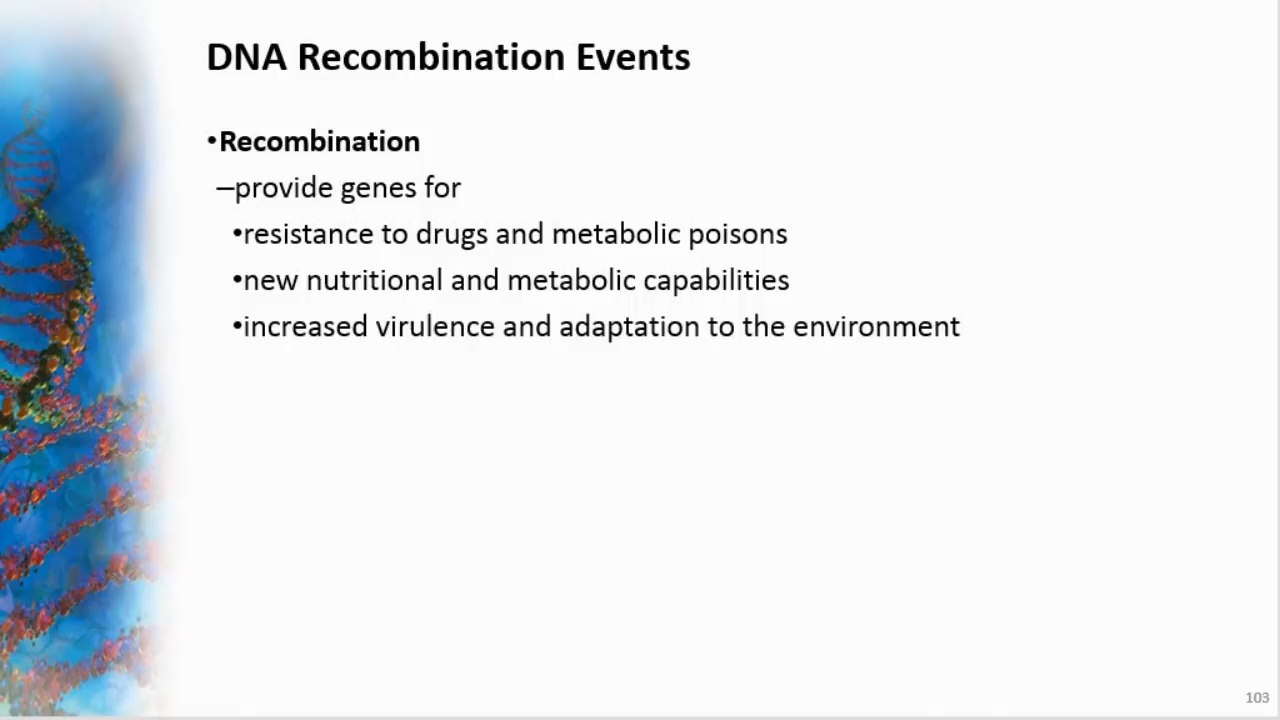 DNA Recombination Events
•Recombination
–provide genes for
•resistance to drugs and metabolic poisons
•new nutritional and metabolic capabilities
•increased virulence and adaptation to the environment
103